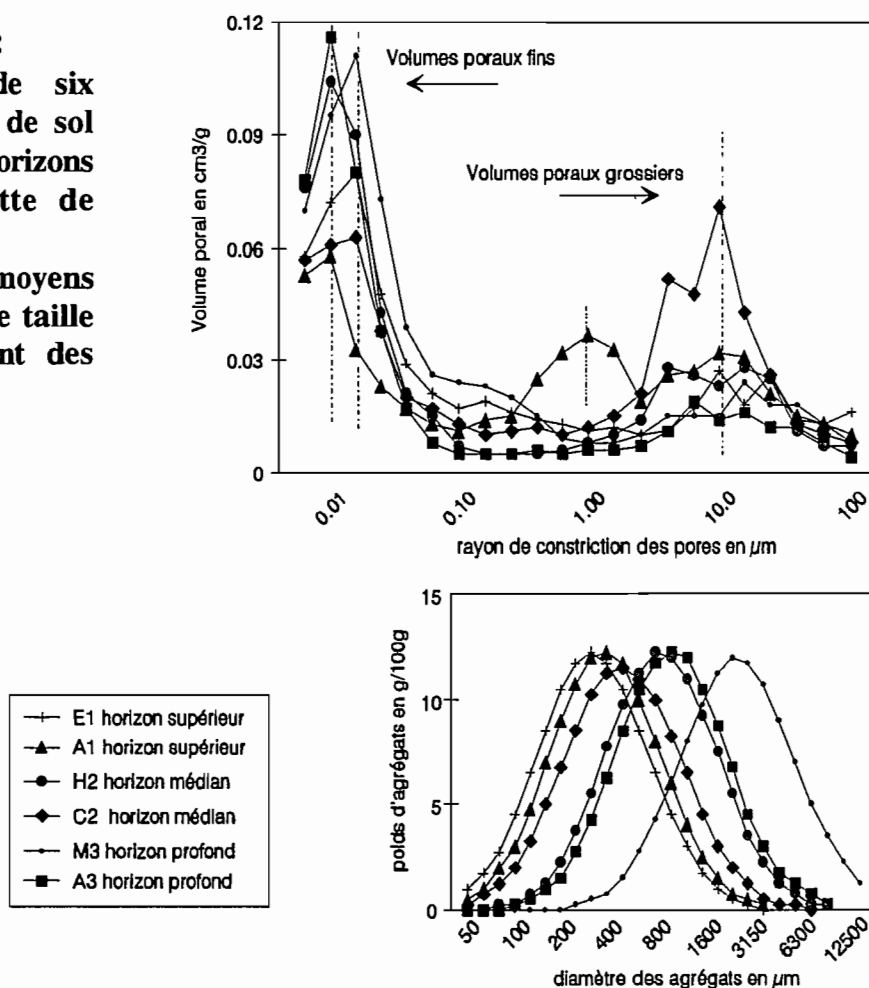 :
de six
de sol
orizons
tte de
moyens
e taille
nt des
0.12
0.09
0.06
0.03
0
Volume poral en cm3/g
Volumes poraux fins
Volumes poraux grossiers
0.01
0.10
1.00
10.0
100
rayon de constriction des pores en µm
E1 horizon supérieur
A1 horizon supérieur
H2 horizon médian
C2 horizon médian
M3 horizon profond
A3 horizon profond
15
10
5
0
poids d'agrégats en g/100g
50
100
200
400
800
1600
3150
6300
12500
diamètre des agrégats en µm